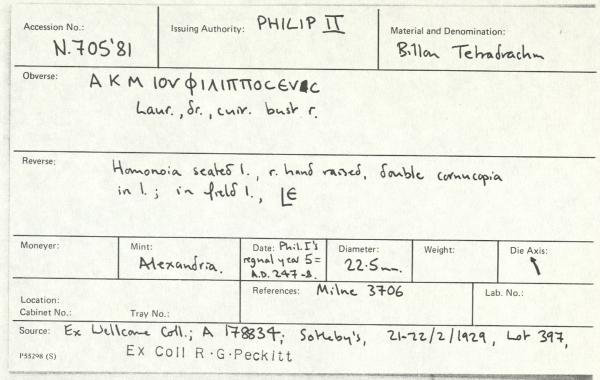 Accession No.: N.705'81
Issuing Authority: PHILIP II
Material and Denomination: Billon Tetradrachm
Obverse:
Α Κ Μ ΙΟΥ ΦΙΛΙΠΠΟC ЄΥC
Laur., dr., cuir. bust r.
Reverse:
Homonoia seated l., r. hand raised, double cornucopia
in l.; in field l., LЄ
Moneyer:
Mint: Alexandria.
Date: Phil. I's regnal year 5 = A.D. 247-8.
Diameter: 22.5mm.
Weight:
Die Axis: ↖
Location:
Cabinet No.: Tray No.:
References: Milne 3706
Lab. No.:
Source: Ex Wellcome Coll.; A 178834; Sotheby's, 21-22/2/1929, Lot 397,
P55298 (S) Ex Coll R·G·Peckitt